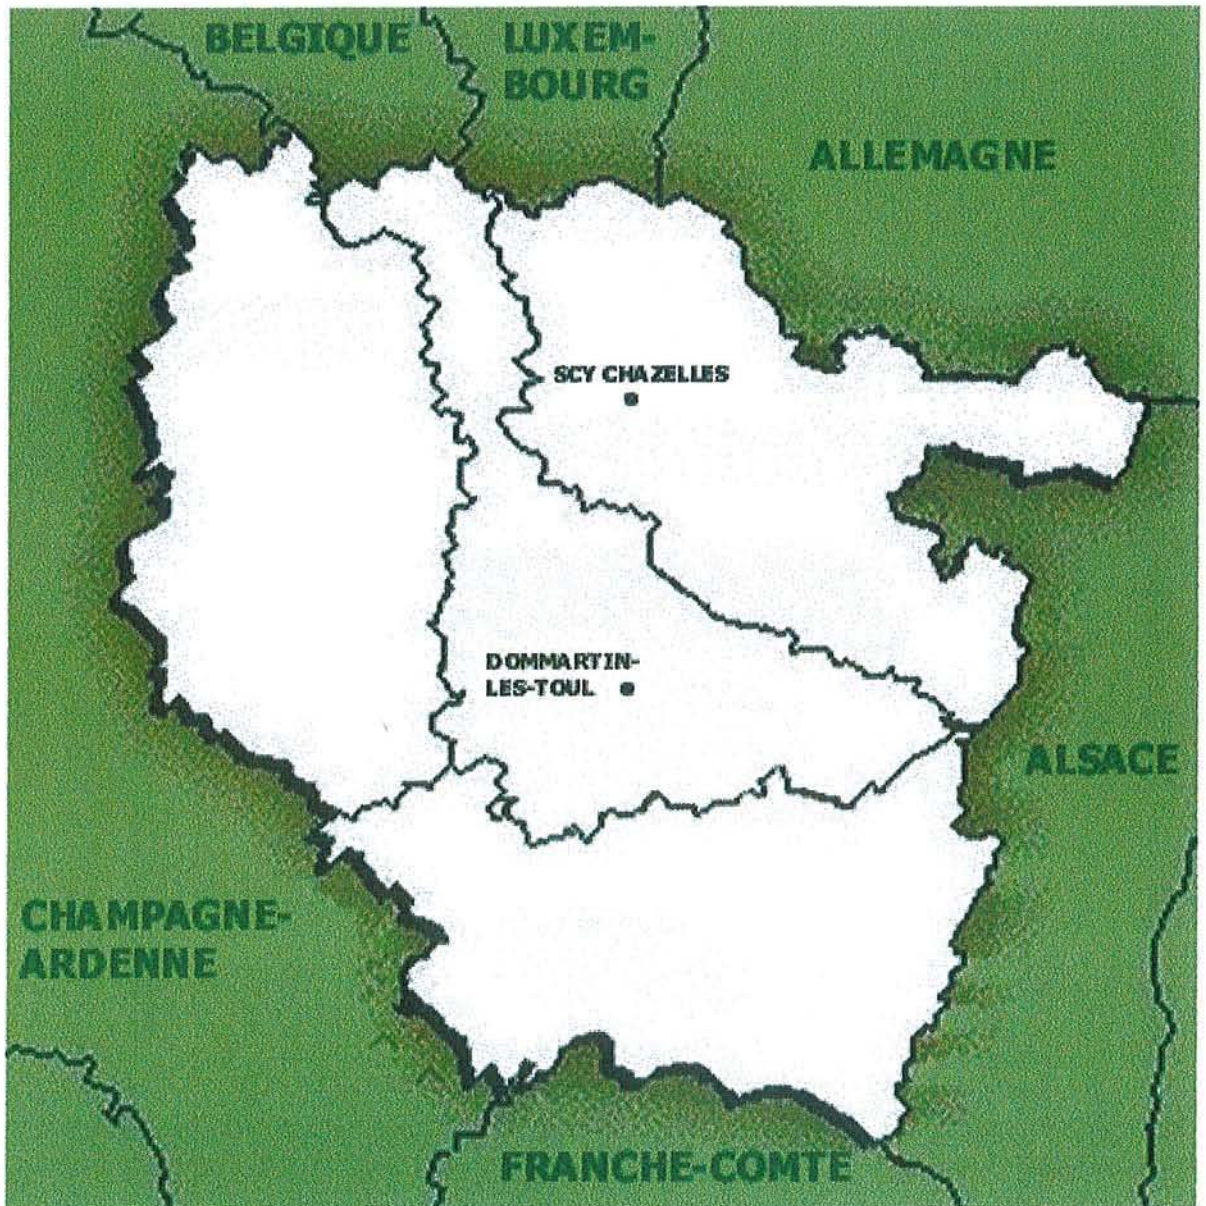 BELGIQUE
LUXEM-
BOURG
ALLEMAGNE
SCY CHAZELLES
DOMMARTIN-
LES-TOUL
ALSACE
CHAMPAGNE-
ARDENNE
FRANCHE-COMTE